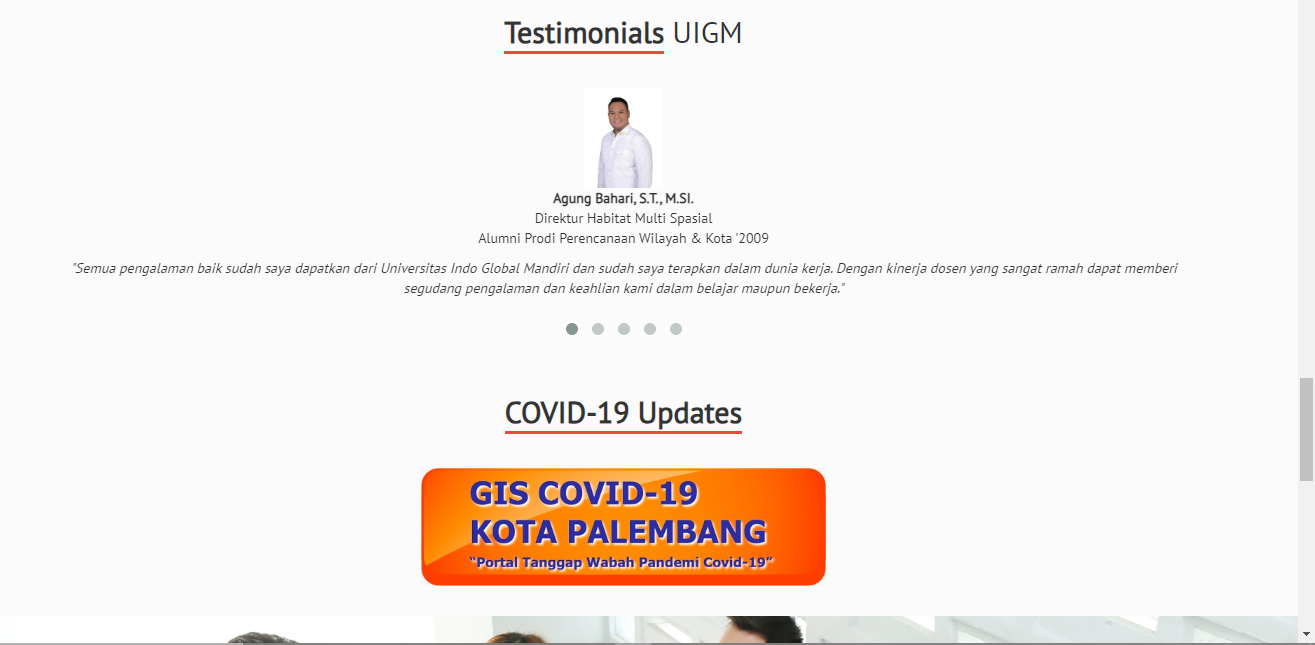 Testimonials UIGM
Agung Bahari, S.T., M.SI.
Direktur Habitat Multi Spasial
Alumni Prodi Perencanaan Wilayah & Kota '2009
"Semua pengalaman baik sudah saya dapatkan dari Universitas Indo Global Mandiri dan sudah saya terapkan dalam dunia kerja. Dengan kinerja dosen yang sangat ramah dapat memberi
segudang pengalaman dan keahlian kami dalam belajar maupun bekerja."
COVID-19 Updates
GIS COVID-19
KOTA PALEMBANG
“Portal Tanggap Wabah Pandemi Covid-19”